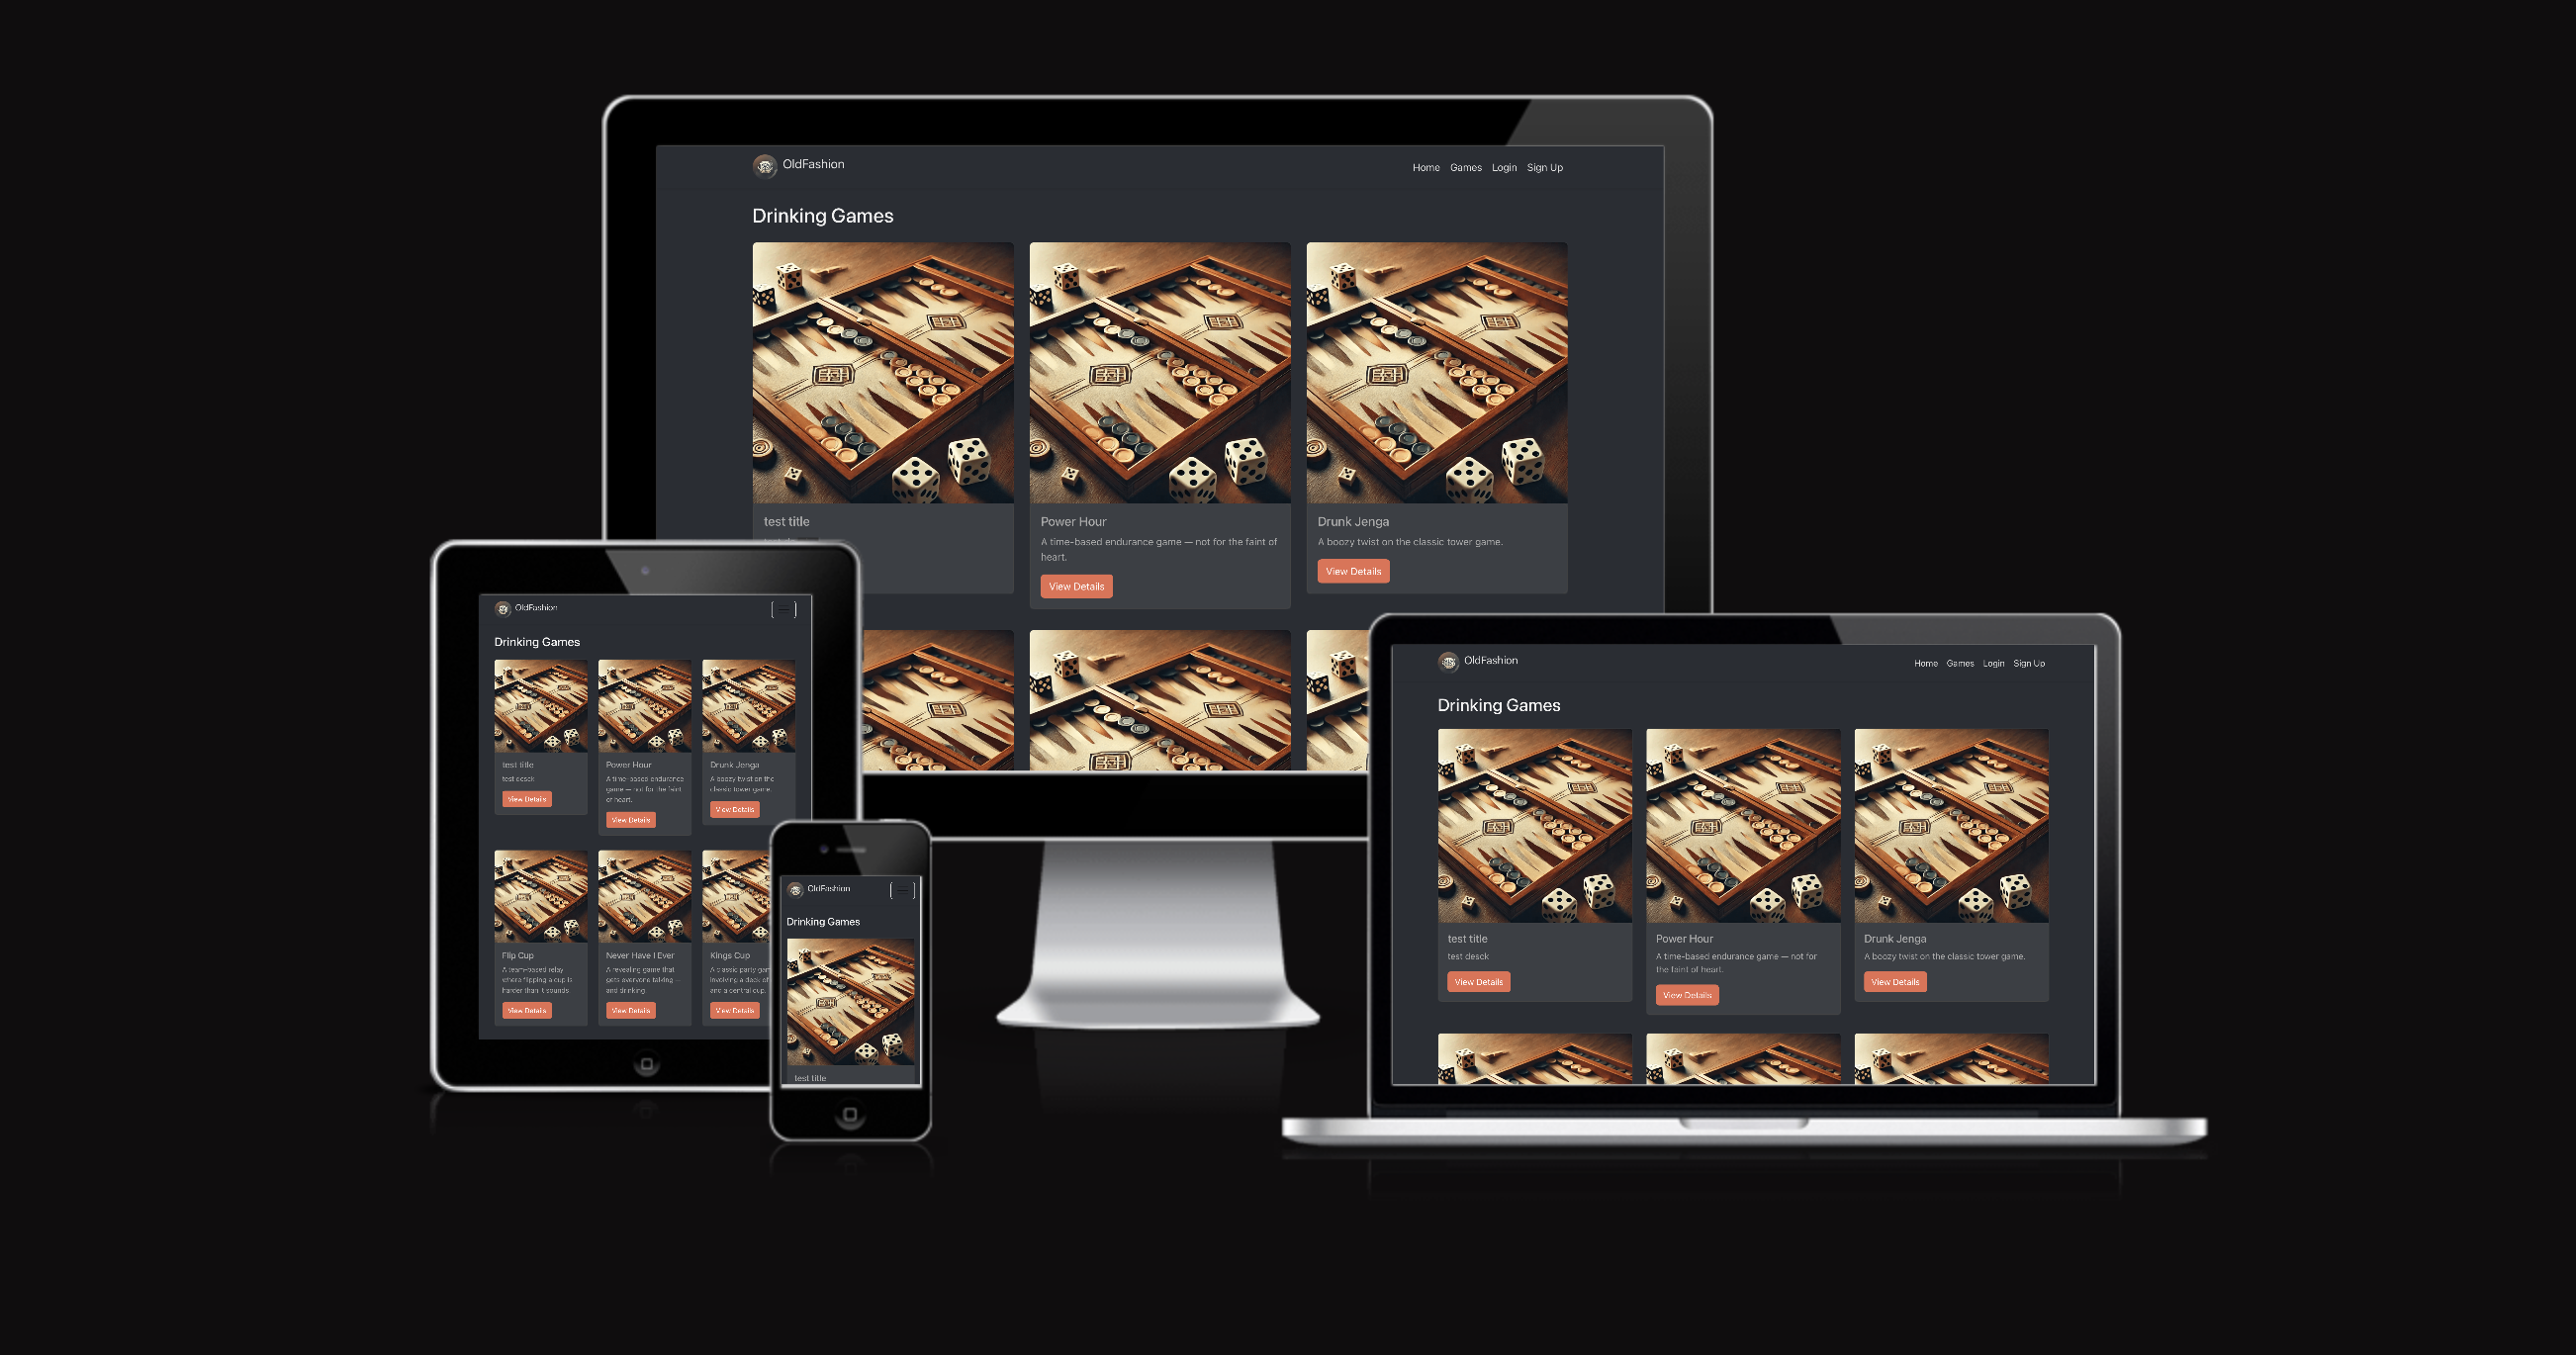 OldFashion
Home Games Login Sign Up
Drinking Games
test title
Power Hour
A time-based endurance game — not for the faint of
heart.
View Details
Drunk Jenga
A boozy twist on the classic tower game.
View Details
OldFashion
Drinking Games
test title
test desck
View Details
Power Hour
A time-based endurance
game — not for the faint
of heart.
View Details
Drunk Jenga
A boozy twist on the
classic tower game.
View Details
Flip Cup
A team-based relay
where flipping a cup is
harder than it sounds.
View Details
Never Have I Ever
A revealing game that
gets everyone talking —
and drinking.
View Details
Kings Cup
A classic party gam
involving a deck of
and a central cup.
View Details
OldFashion
Drinking Games
test title
OldFashion
Home Games Login Sign Up
Drinking Games
test title
test desck
View Details
Power Hour
A time-based endurance game — not for
the faint of heart.
View Details
Drunk Jenga
A boozy twist on the classic tower game.
View Details